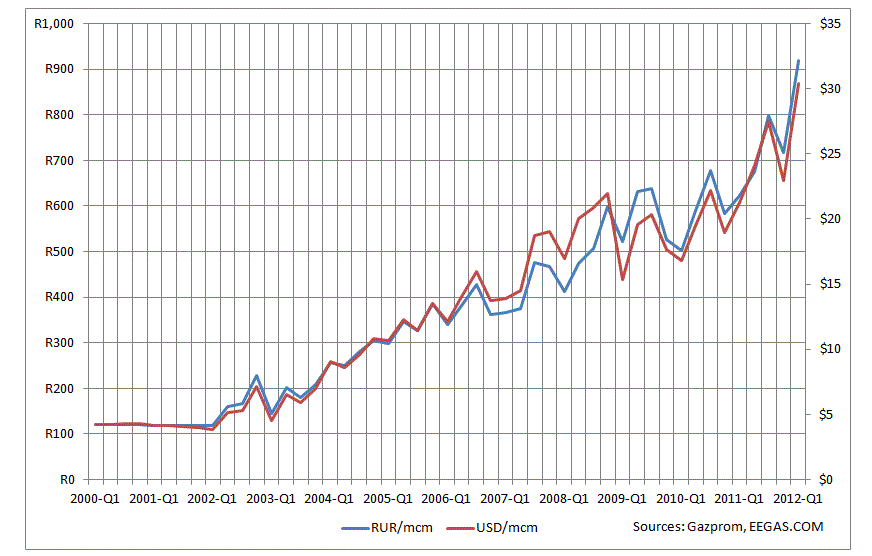 R1,000
R900
R800
R700
R600
R500
R400
R300
R200
R100
R0
$35
$30
$25
$20
$15
$10
$5
$0
2000-Q1 2001-Q1 2002-Q1 2003-Q1 2004-Q1 2005-Q1 2006-Q1 2007-Q1 2008-Q1 2009-Q1 2010-Q1 2011-Q1 2012-Q1
RUR/mcm USD/mcm Sources: Gazprom, EEGAS.COM